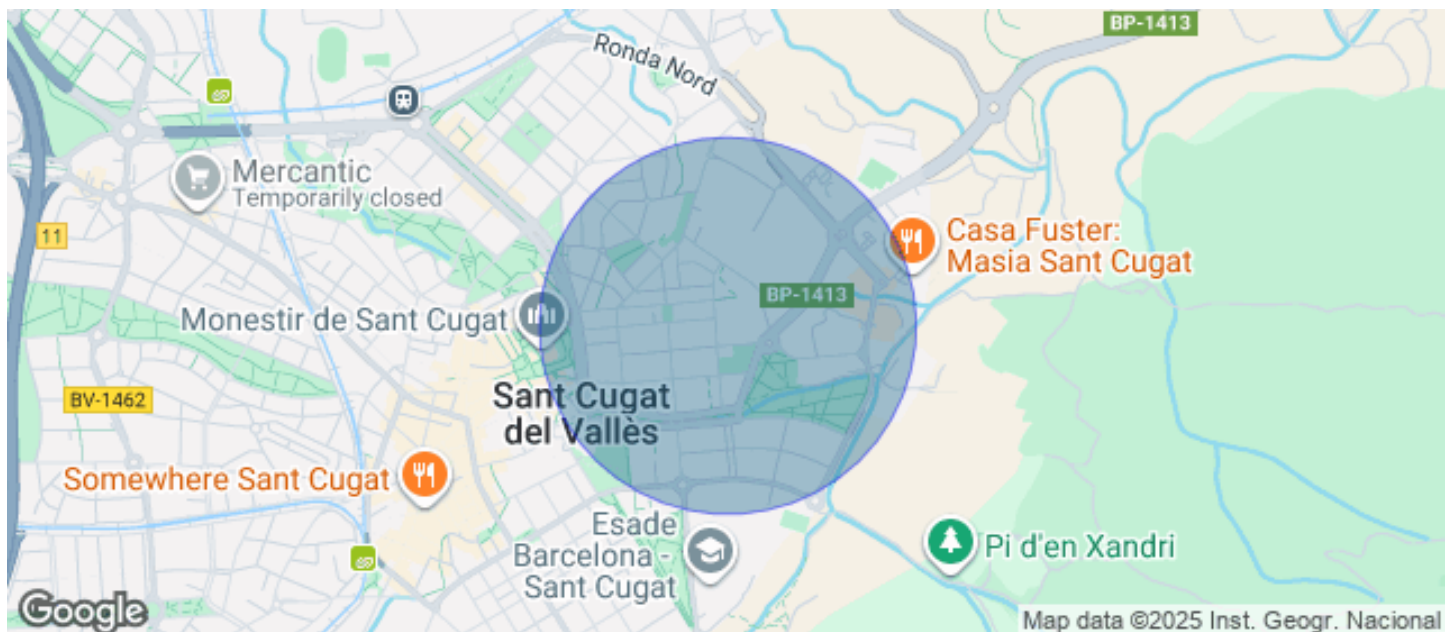 BP-1413
Ronda Nord
Mercantic
Temporarily closed
11
Casa Fuster:
Masia Sant Cugat
BP-1413
Monestir de Sant Cugat
Sant Cugat
del Vallès
BV-1462
Somewhere Sant Cugat
Esade
Barcelona -
Sant Cugat
Pi d'en Xandri
Google
Map data ©2025 Inst. Geogr. Nacional